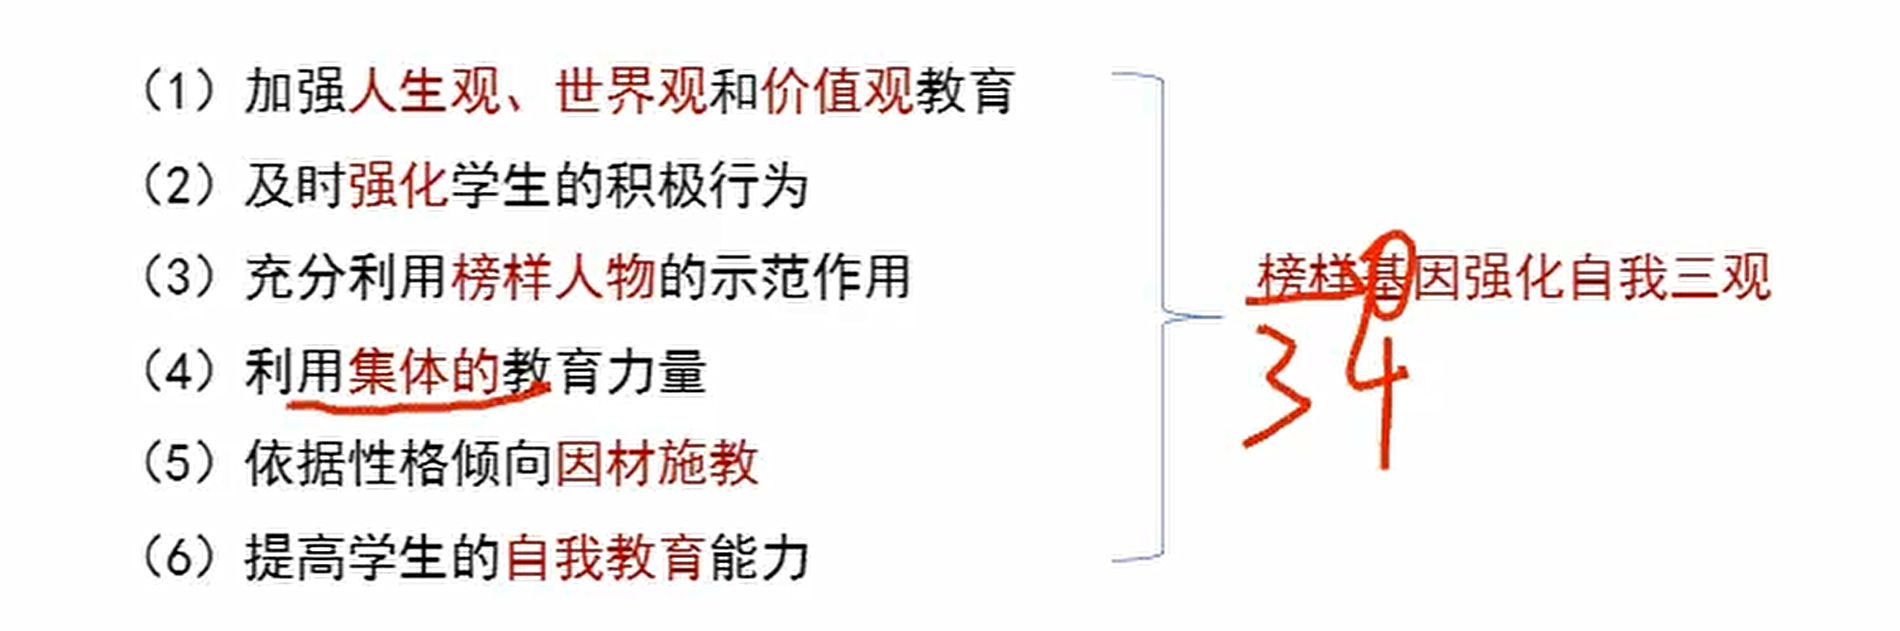 （1）加强人生观、世界观和价值观教育
（2）及时强化学生的积极行为
（3）充分利用榜样人物的示范作用
（4）利用集体的教育力量
（5）依据性格倾向因材施教
（6）提高学生的自我教育能力
榜样基因强化自我三观
3 4